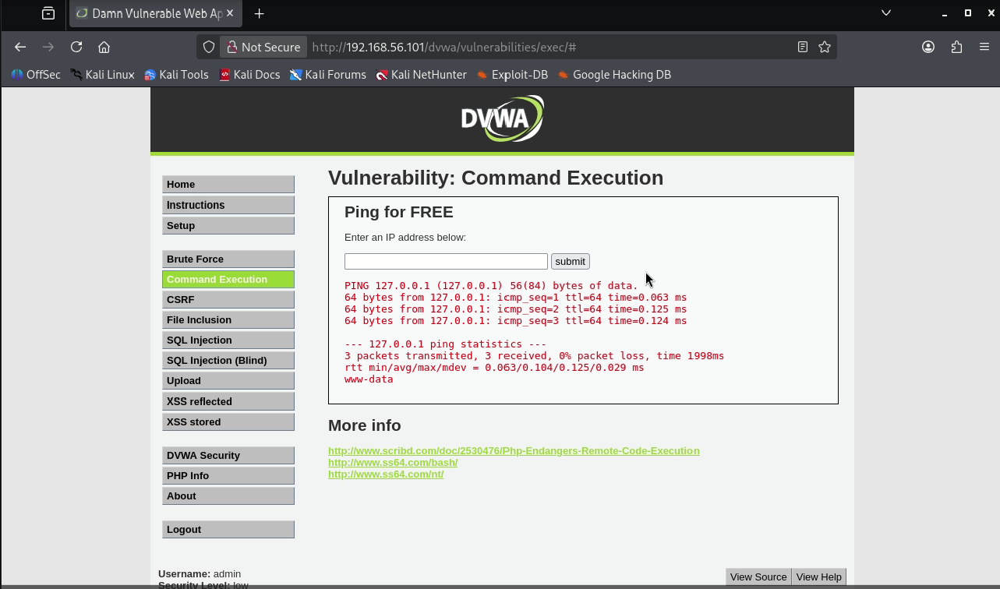 Damn Vulnerable Web Ap
Not Secure
http://192.168.56.101/dvwa/vulnerabilities/exec/#
OffSec
Kali Linux
Kali Tools
Kali Docs
Kali Forums
Kali NetHunter
Exploit-DB
Google Hacking DB
DVWA
Home
Instructions
Setup
Brute Force
Command Execution
CSRF
File Inclusion
SQL Injection
SQL Injection (Blind)
Upload
XSS reflected
XSS stored
DVWA Security
PHP Info
About
Logout
Vulnerability: Command Execution
Ping for FREE
Enter an IP address below:
submit
PING 127.0.0.1 (127.0.0.1) 56(84) bytes of data.
64 bytes from 127.0.0.1: icmp_seq=1 ttl=64 time=0.063 ms
64 bytes from 127.0.0.1: icmp_seq=2 ttl=64 time=0.125 ms
64 bytes from 127.0.0.1: icmp_seq=3 ttl=64 time=0.124 ms
--- 127.0.0.1 ping statistics ---
3 packets transmitted, 3 received, 0% packet loss, time 1998ms
rtt min/avg/max/mdev = 0.063/0.104/0.125/0.029 ms
www-data
More info
http://www.scribd.com/doc/2530476/Php-Endangers-Remote-Code-Execution
http://www.ss64.com/bash/
http://www.ss64.com/nt/
Username: admin
Security Level: low
View Source
View Help